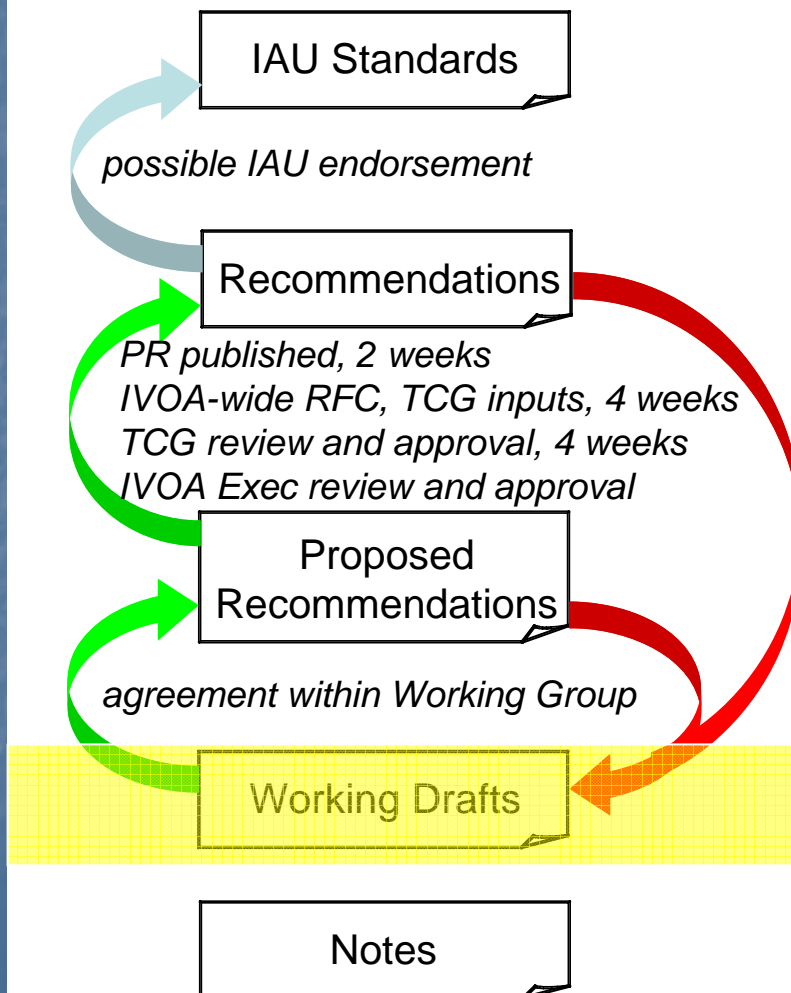 IAU Standards
possible IAU endorsement
Recommendations
PR published, 2 weeks
IVOA-wide RFC, TCG inputs, 4 weeks
TCG review and approval, 4 weeks
IVOA Exec review and approval
Proposed
Recommendations
agreement within Working Group
Working Drafts
Notes